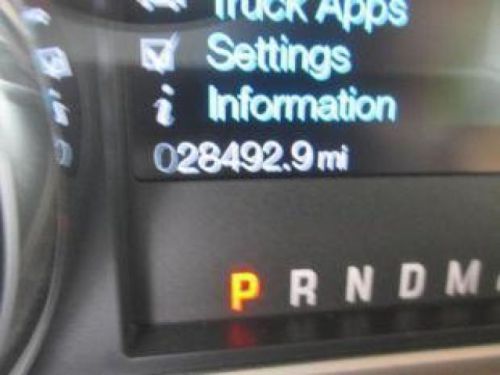 Truck Apps
Settings
Information
028492.9 mi
P R N D M